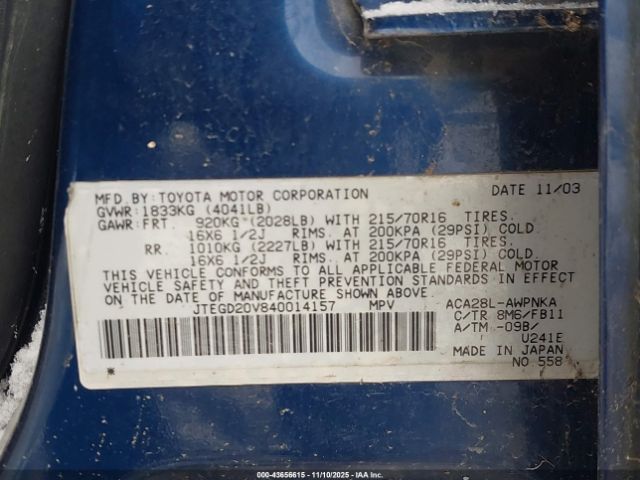 MFD.BY:TOYOTA MOTOR CORPORATION DATE 11/03
GVWR:1833KG (4041LB)
GAWR:FRT. 920KG (2028LB) WITH 215/70R16 TIRES.
16X6 1/2J RIMS. AT 200KPA (29PSI) COLD.
RR. 1010KG (2227LB) WITH 215/70R16 TIRES.
16X6 1/2J RIMS. AT 200KPA (29PSI) COLD.
THIS VEHICLE CONFORMS TO ALL APPLICABLE FEDERAL MOTOR
VEHICLE SAFETY AND THEFT PREVENTION STANDARDS IN EFFECT
ON THE DATE OF MANUFACTURE SHOWN ABOVE.
JTEGD20V840014157 MPV ACA28L-AWPNKA
C/TR 8M6/FB11
A/TM -09B/
U241E
MADE IN JAPAN
NO 558
000-43656615 - 11/10/2025 - IAAI